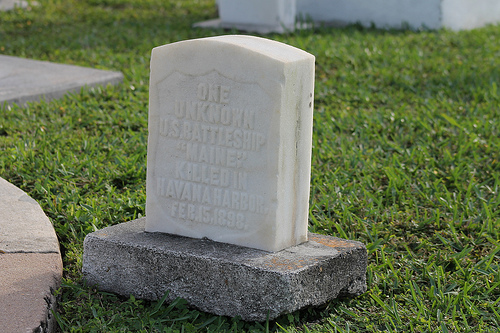 ONE
UNKNOWN
U.S. BATTLESHIP
"MAINE"
KILLED IN
HAVANA HARBOR
FEB. 15. 1898.